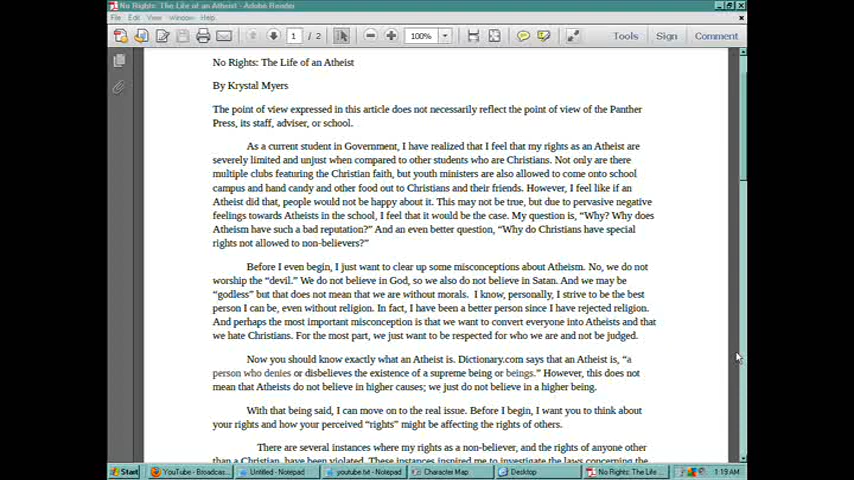 No Rights: The Life of an Atheist - Adobe Reader
File Edit View Window Help
1 / 2
100%
Tools Sign Comment
No Rights: The Life of an Atheist
By Krystal Myers
The point of view expressed in this article does not necessarily reflect the point of view of the Panther
Press, its staff, adviser, or school.
As a current student in Government, I have realized that I feel that my rights as an Atheist are
severely limited and unjust when compared to other students who are Christians. Not only are there
multiple clubs featuring the Christian faith, but youth ministers are also allowed to come onto school
campus and hand candy and other food out to Christians and their friends. However, I feel like if an
Atheist did that, people would not be happy about it. This may not be true, but due to pervasive negative
feelings towards Atheists in the school, I feel that it would be the case. My question is, “Why? Why does
Atheism have such a bad reputation?” And an even better question, “Why do Christians have special
rights not allowed to non-believers?”
Before I even begin, I just want to clear up some misconceptions about Atheism. No, we do not
worship the “devil.” We do not believe in God, so we also do not believe in Satan. And we may be
“godless” but that does not mean that we are without morals. I know, personally, I strive to be the best
person I can be, even without religion. In fact, I have been a better person since I have rejected religion.
And perhaps the most important misconception is that we want to convert everyone into Atheists and that
we hate Christians. For the most part, we just want to be respected for who we are and not be judged.
Now you should know exactly what an Atheist is. Dictionary.com says that an Atheist is, “a
person who denies or disbelieves the existence of a supreme being or beings.” However, this does not
mean that Atheists do not believe in higher causes; we just do not believe in a higher being.
With that being said, I can move on to the real issue. Before I begin, I want you to think about
your rights and how your perceived “rights” might be affecting the rights of others.
There are several instances where my rights as a non-believer, and the rights of anyone other
than a Christian, have been violated. These instances inspired me to investigate the laws concerning the
Start YouTube - Broadcas... Untitled - Notepad youtube.txt - Notepad Character Map Desktop No Rights: The Life ... 1:19 AM